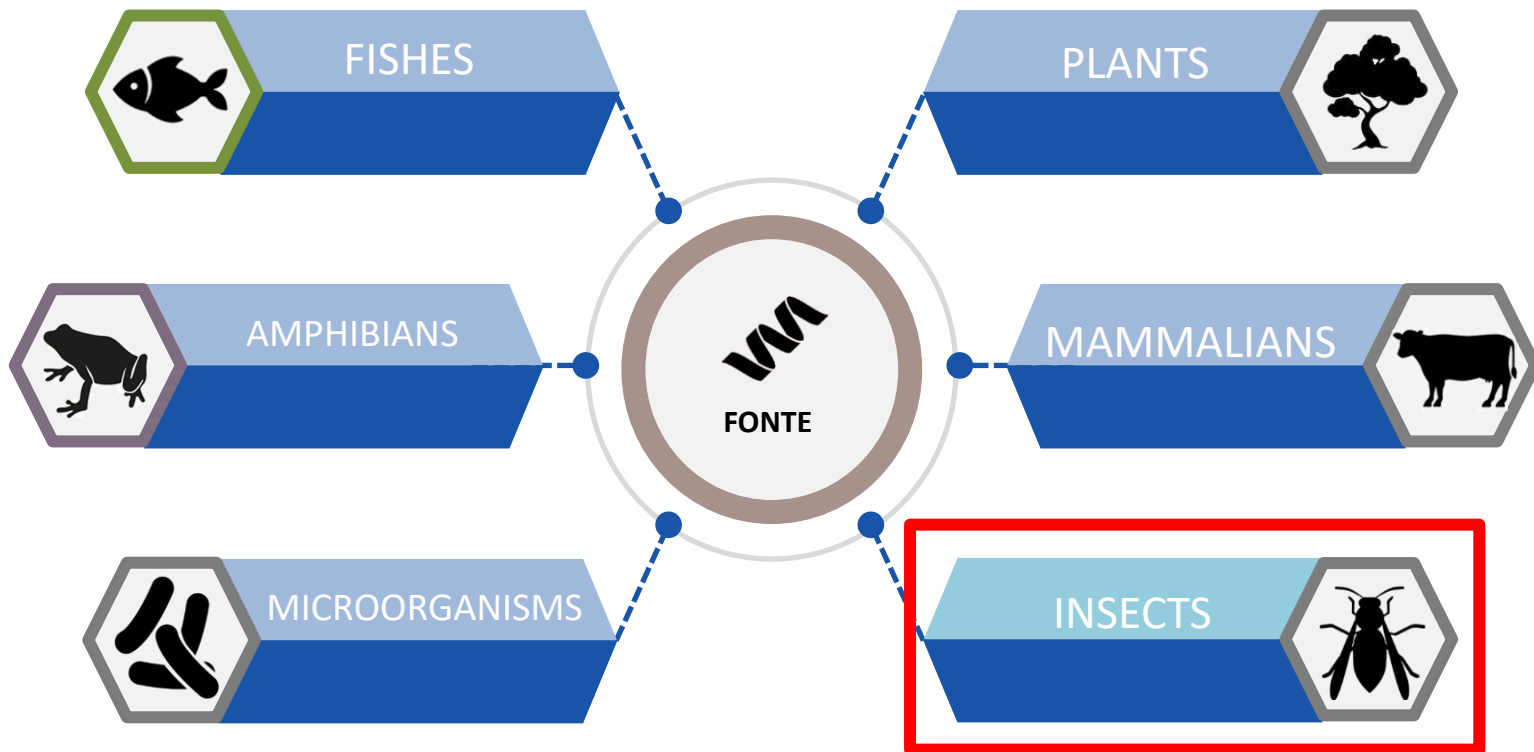 FISHES
PLANTS
AMPHIBIANS
MAMMALIANS
FONTE
MICROORGANISMS
INSECTS